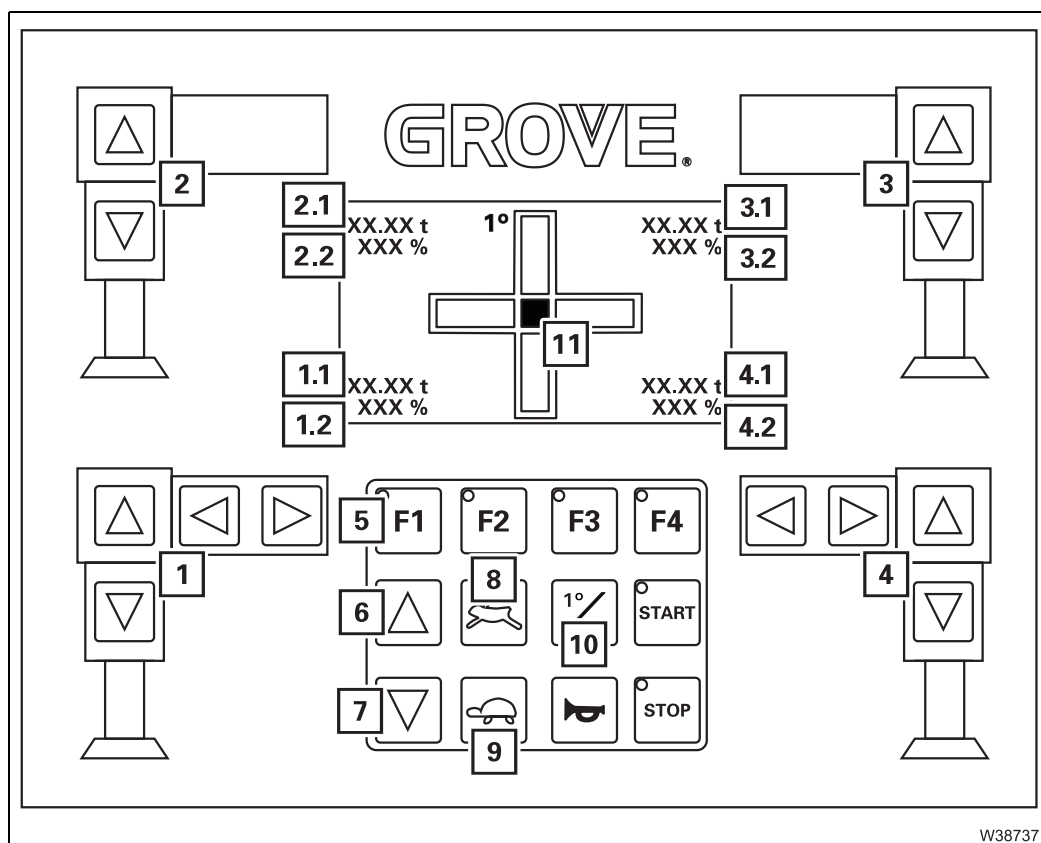 GROVE®
2
3
2.1
3.1
XX.XX t
1°
XX.XX t
XXX %
XXX %
2.2
3.2
11
1.1
4.1
XX.XX t
XX.XX t
XXX %
XXX %
1.2
4.2
5
F1
F2
F3
F4
1
8
4
6
1°
START
10
7
STOP
9
W38737